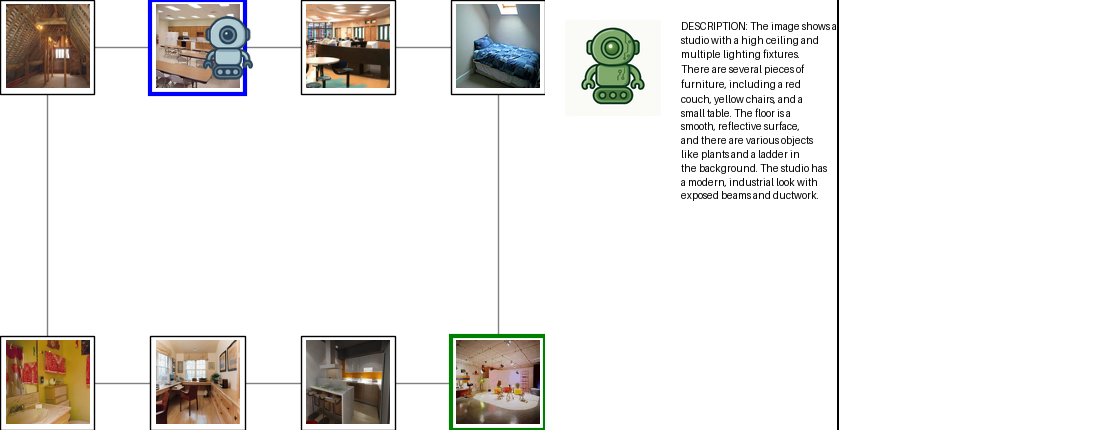 DESCRIPTION: The image shows a
studio with a high ceiling and
multiple lighting fixtures.
There are several pieces of
furniture, including a red
couch, yellow chairs, and a
small table. The floor is a
smooth, reflective surface,
and there are various objects
like plants and a ladder in
the background. The studio has
a modern, industrial look with
exposed beams and ductwork.